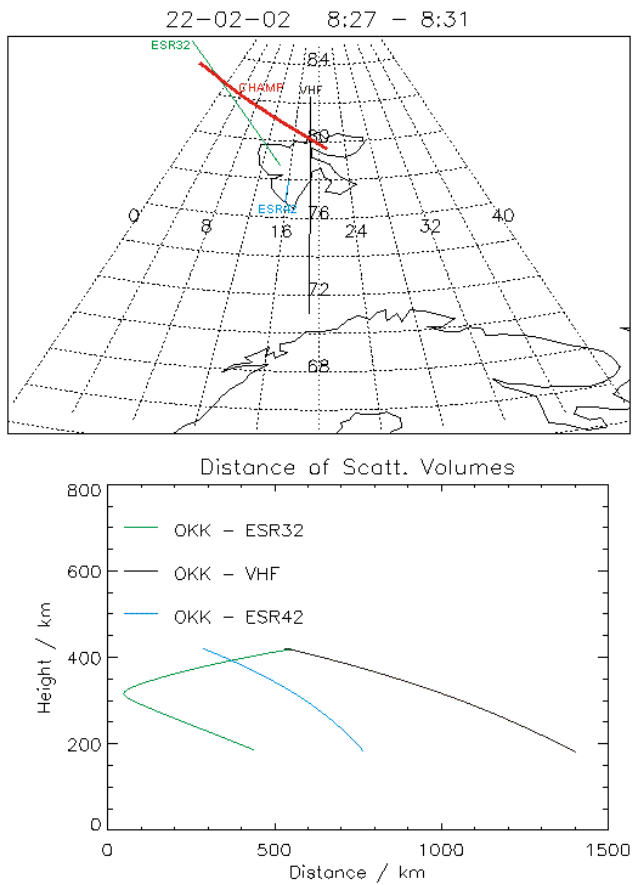 22-02-02 8:27 - 8:31
ESR32
84
CHAMP
VHF
80
ESR42
76
0
8
16
24
32
40
72
68
Distance of Scatt. Volumes
800
600
400
200
0
Height / km
OKK - ESR32
OKK - VHF
OKK - ESR42
0
500
1000
1500
Distance / km